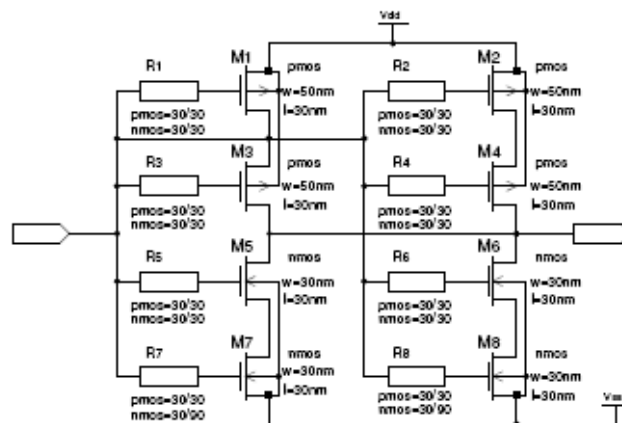 Vdd
R1
M1
pmos
w=50nm
l=30nm
pmos=30/30
nmos=30/30
R2
M2
pmos
w=50nm
l=30nm
pmos=30/30
nmos=30/30
R3
M3
pmos
w=50nm
l=30nm
pmos=30/30
nmos=30/30
R4
M4
pmos
w=50nm
l=30nm
pmos=30/30
nmos=30/30
R5
M5
nmos
w=30nm
l=30nm
pmos=30/30
nmos=30/30
R6
M6
nmos
w=30nm
l=30nm
pmos=30/30
nmos=30/30
R7
M7
nmos
w=30nm
l=30nm
pmos=30/30
nmos=30/90
R8
M8
nmos
w=30nm
l=30nm
pmos=30/30
nmos=30/90